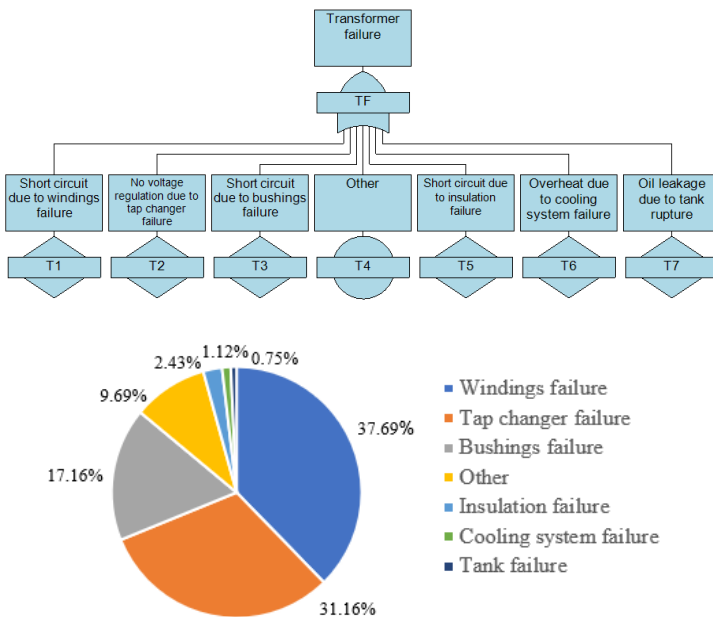 Transformer
failure
TF
Short circuit
due to windings
failure
No voltage
regulation due to
tap changer
failure
Short circuit
due to bushings
failure
Other
Short circuit due
to insulation
failure
Overheat due
to cooling
system failure
Oil leakage
due to tank
rupture
T1
T2
T3
T4
T5
T6
T7
2.43%
1.12%
0.75%
9.69%
37.69%
17.16%
31.16%
Windings failure
Tap changer failure
Bushings failure
Other
Insulation failure
Cooling system failure
Tank failure